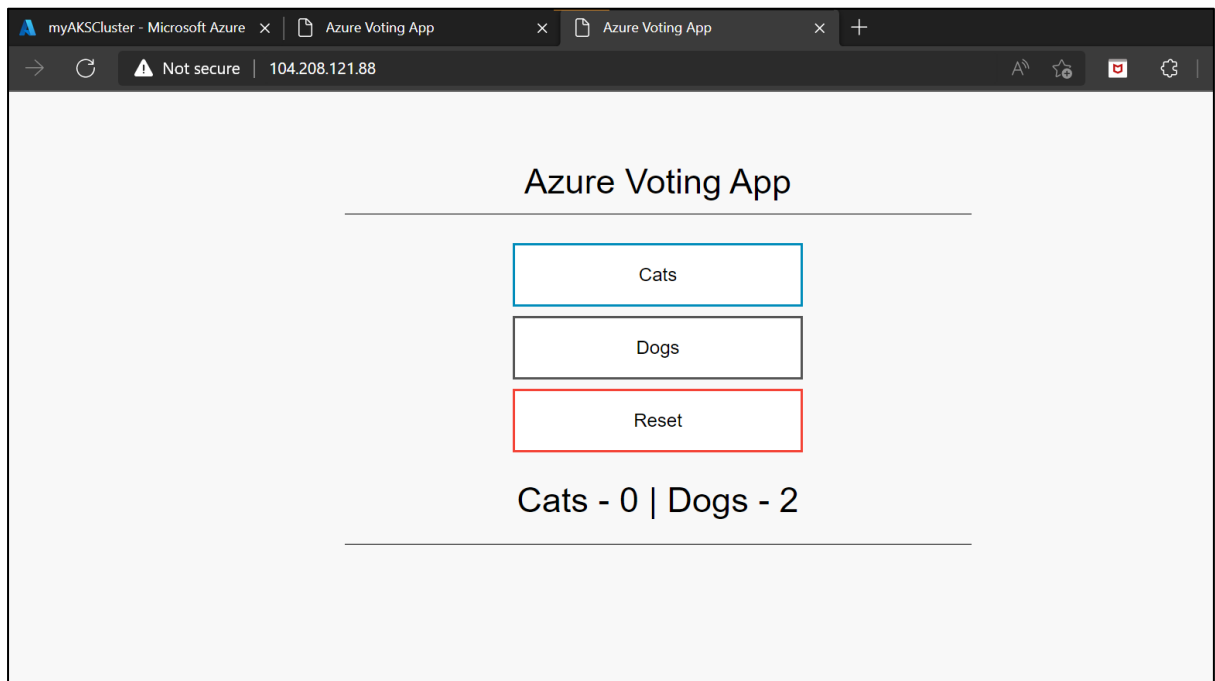 myAKSCluster - Microsoft Azure
Azure Voting App
Azure Voting App
Not secure | 104.208.121.88
Azure Voting App
Cats
Dogs
Reset
Cats - 0 | Dogs - 2